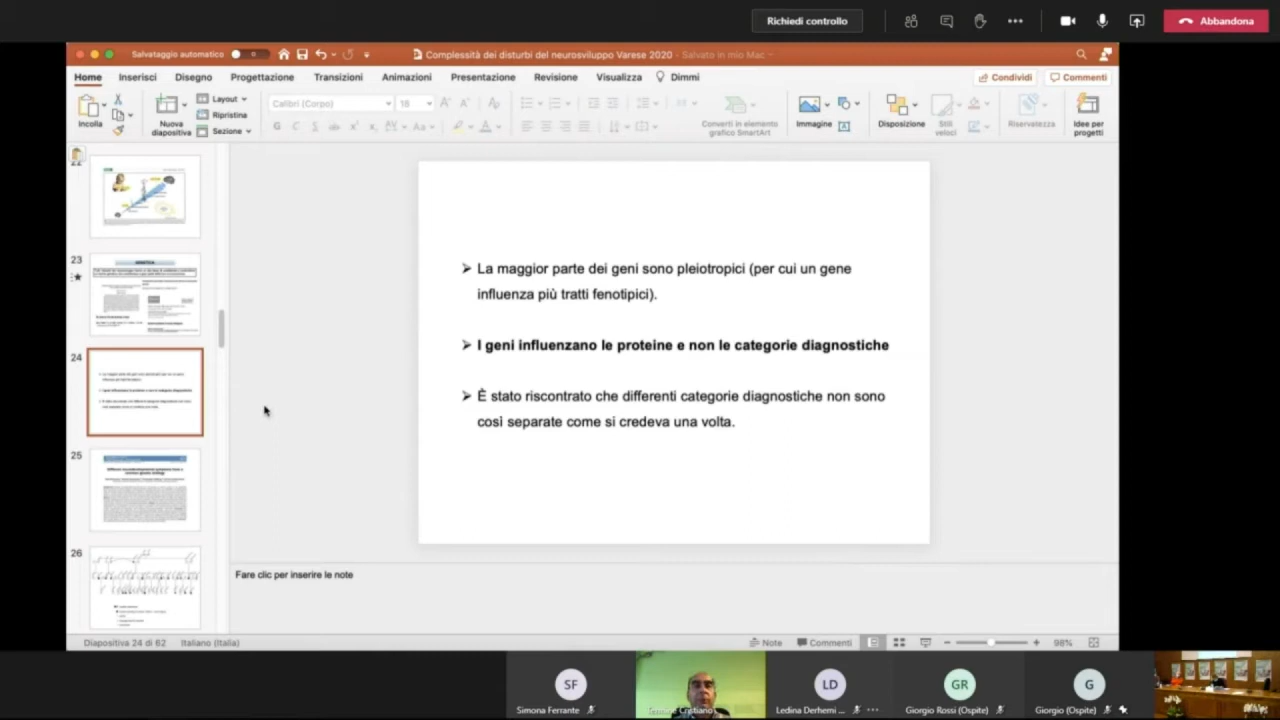 Richiedi controllo
Abbandona
Salvataggio automatico
Complessità dei disturbi del neurosviluppo Varese 2020 - Salvato in mio Mac
Home Inserisci Disegno Progettazione Transizioni Animazioni Presentazione Revisione Visualizza Dimmi
Condividi Commenti
Incolla
Nuova diapositiva
Layout
Ripristina
Sezione
Calibri (Corpo) 18
Converti in elemento grafico SmartArt
Immagine
Disposizione
Stili veloci
Riservatezza
Idee per progetti
23
24
25
26
➢ La maggior parte dei geni sono pleiotropici (per cui un gene
influenza più tratti fenotipici).
➢ I geni influenzano le proteine e non le categorie diagnostiche
➢ È stato riscontrato che differenti categorie diagnostiche non sono
così separate come si credeva una volta.
Fare clic per inserire le note
Diapositiva 24 di 62 Italiano (Italia)
Note Commenti 98%
SF
Simona Ferrante
Cristiano
LD
Ledina Derhemi ...
GR
Giorgio Rossi (Ospite)
G
Giorgio (Ospite)